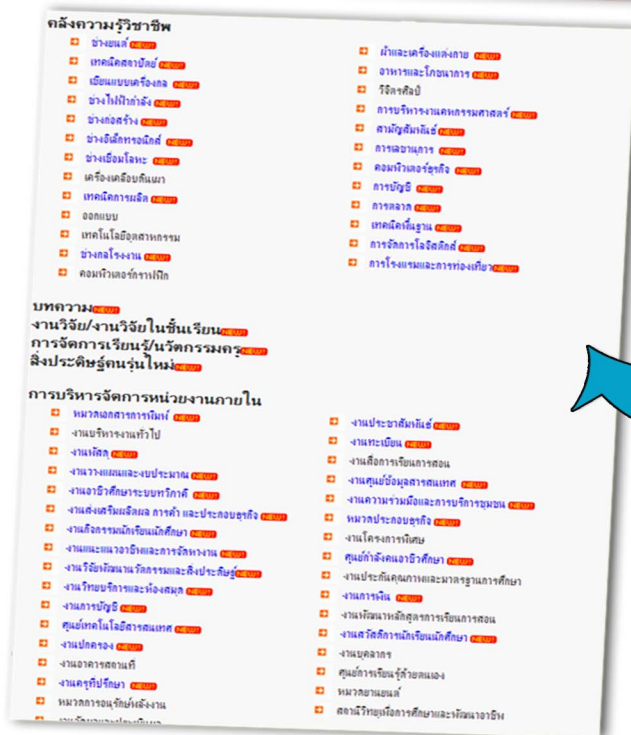 คลังความรู้วิชาชีพ
ช่างยนต์ NEW!!
เทคนิคสถาปัตย์ NEW!!
เขียนแบบเครื่องกล NEW!!
ช่างไฟฟ้ากำลัง NEW!!
ช่างก่อสร้าง NEW!!
ช่างอิเล็กทรอนิกส์ NEW!!
ช่างเชื่อมโลหะ NEW!!
เครื่องเคลือบดินเผา
เทคนิคการผลิต NEW!!
ออกแบบ
เทคโนโลยีอุตสาหกรรม
ช่างกลโรงงาน NEW!!
คอมพิวเตอร์กราฟฟิก
ผ้าและเครื่องแต่งกาย NEW!!
อาหารและโภชนาการ NEW!!
วิจิตรศิลป์
การบริหารงานคหกรรมศาสตร์ NEW!!
สามัญสัมพันธ์ NEW!!
การเลขานุการ NEW!!
คอมพิวเตอร์ธุรกิจ NEW!!
การบัญชี NEW!!
การตลาด NEW!!
เทคนิคพื้นฐาน NEW!!
การจัดการโลจิสติกส์ NEW!!
การโรงแรมและการท่องเที่ยว NEW!!
บทความ NEW!!
งานวิจัย/งานวิจัยในชั้นเรียน NEW!!
การจัดการเรียนรู้/นวัตกรรมครู NEW!!
สิ่งประดิษฐ์คนรุ่นใหม่ NEW!!
การบริหารจัดการหน่วยงานภายใน
หมวดเอกสารการพิมพ์ NEW!!
งานบริหารงานทั่วไป
งานพัสดุ NEW!!
งานวางแผนและงบประมาณ NEW!!
งานอาชีวศึกษาระบบทวิภาคี NEW!!
งานส่งเสริมผลิตผล การค้า และประกอบธุรกิจ NEW!!
งานกิจกรรมนักเรียนนักศึกษา NEW!!
งานแนะแนวอาชีพและการจัดหางาน NEW!!
งานวิจัยพัฒนานวัตกรรมและสิ่งประดิษฐ์ NEW!!
งานวิทยบริการและห้องสมุด NEW!!
งานการบัญชี NEW!!
ศูนย์เทคโนโลยีสารสนเทศ NEW!!
งานปกครอง NEW!!
งานอาคารสถานที่
งานครูที่ปรึกษา NEW!!
หมวดการอนุรักษ์พลังงาน
งานประชาสัมพันธ์ NEW!!
งานทะเบียน NEW!!
งานสื่อการเรียนการสอน
งานศูนย์ข้อมูลสารสนเทศ NEW!!
งานความร่วมมือและการบริการชุมชน NEW!!
หมวดประกอบธุรกิจ NEW!!
งานโครงการพิเศษ
ศูนย์กำลังคนอาชีวศึกษา NEW!!
งานประกันคุณภาพและมาตรฐานการศึกษา
งานการเงิน NEW!!
งานพัฒนาหลักสูตรการเรียนการสอน
งานสวัสดิการนักเรียนนักศึกษา NEW!!
งานบุคลากร
ศูนย์การเรียนรู้ด้วยตนเอง
หมวดยานยนต์
สถานีวิทยุเพื่อการศึกษาและพัฒนาอาชีพ